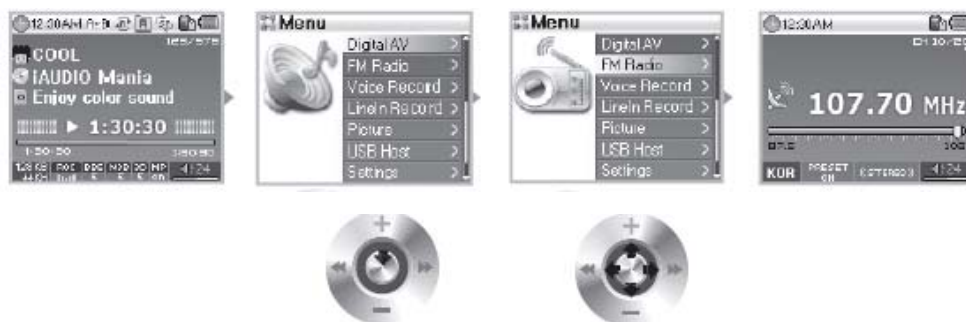 12:30AM
COOL
iAUDIO Mania
Enjoy color sound
1:30:30
Menu
Digital AV
FM Radio
Voice Record
LineIn Record
Picture
USB Host
Settings
Menu
Digital AV
FM Radio
Voice Record
LineIn Record
Picture
USB Host
Settings
12:30AM
107.70 MHz
KOR PRESET CH (STEREO)